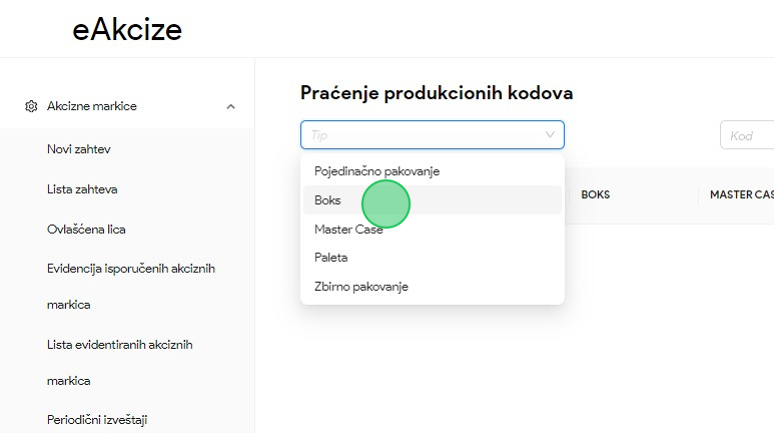 eAkcize
Akcizne markice
Novi zahtev
Lista zahteva
Ovlašćena lica
Evidencija isporučenih akciznih
markica
Lista evidentiranih akciznih
markica
Periodični izveštaji
Praćenje produkcionih kodova
Tip
Kod
Pojedinačno pakovanje
Boks
Master Case
Paleta
Zbirno pakovanje
BOKS
MASTER